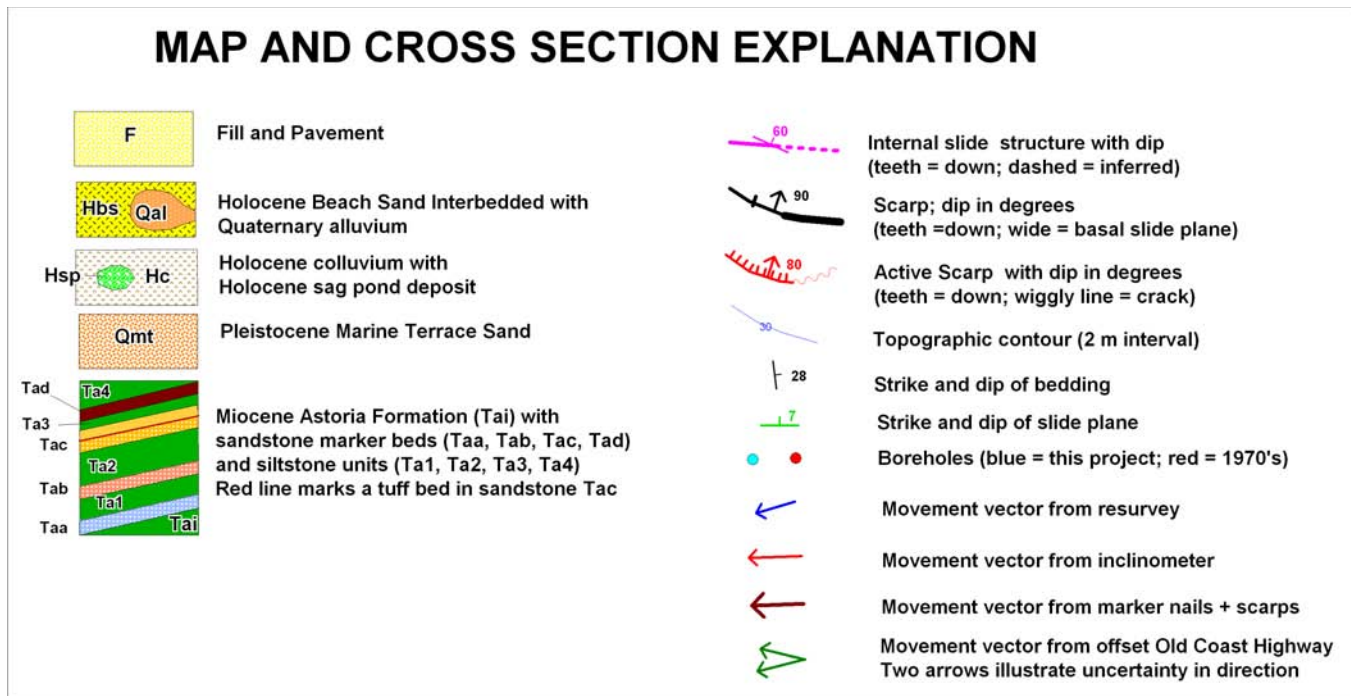 MAP AND CROSS SECTION EXPLANATION
F
Fill and Pavement
Hbs
Qal
Holocene Beach Sand Interbedded with
Quaternary alluvium
Hsp
Hc
Holocene colluvium with
Holocene sag pond deposit
Qmt
Pleistocene Marine Terrace Sand
Tad
Ta4
Ta3
Tac
Ta2
Tab
Ta1
Taa
Tai
Miocene Astoria Formation (Tai) with
sandstone marker beds (Taa, Tab, Tac, Tad)
and siltstone units (Ta1, Ta2, Ta3, Ta4)
Red line marks a tuff bed in sandstone Tac
60
Internal slide structure with dip
(teeth = down; dashed = inferred)
90
Scarp; dip in degrees
(teeth =down; wide = basal slide plane)
80
Active Scarp with dip in degrees
(teeth = down; wiggly line = crack)
30
Topographic contour (2 m interval)
28
Strike and dip of bedding
7
Strike and dip of slide plane
Boreholes (blue = this project; red = 1970's)
Movement vector from resurvey
Movement vector from inclinometer
Movement vector from marker nails + scarps
Movement vector from offset Old Coast Highway
Two arrows illustrate uncertainty in direction